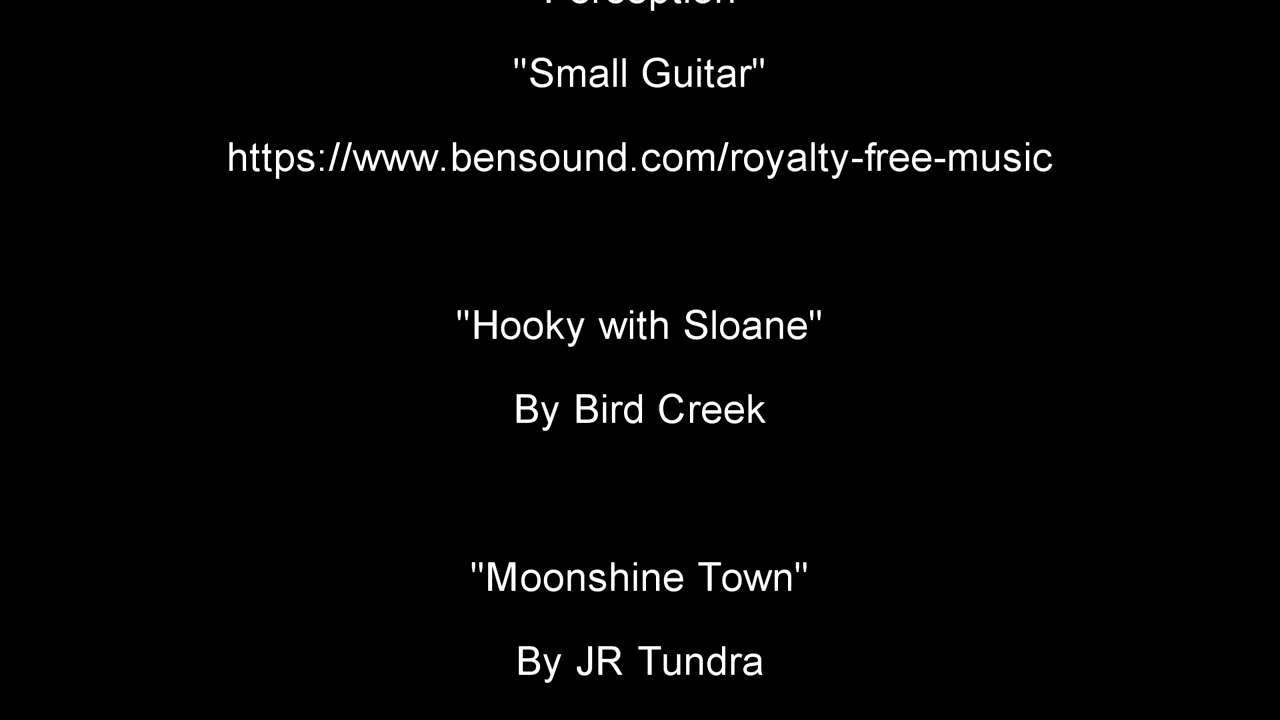 Perception
"Small Guitar"
https://www.bensound.com/royalty-free-music
"Hooky with Sloane"
By Bird Creek
"Moonshine Town"
By JR Tundra